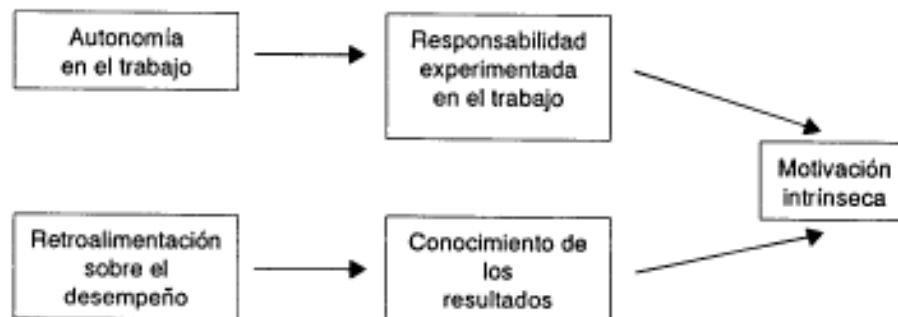 Autonomía
en el trabajo
Responsabilidad
experimentada
en el trabajo
Motivación
intrínseca
Retroalimentación
sobre el
desempeño
Conocimiento de
los
resultados